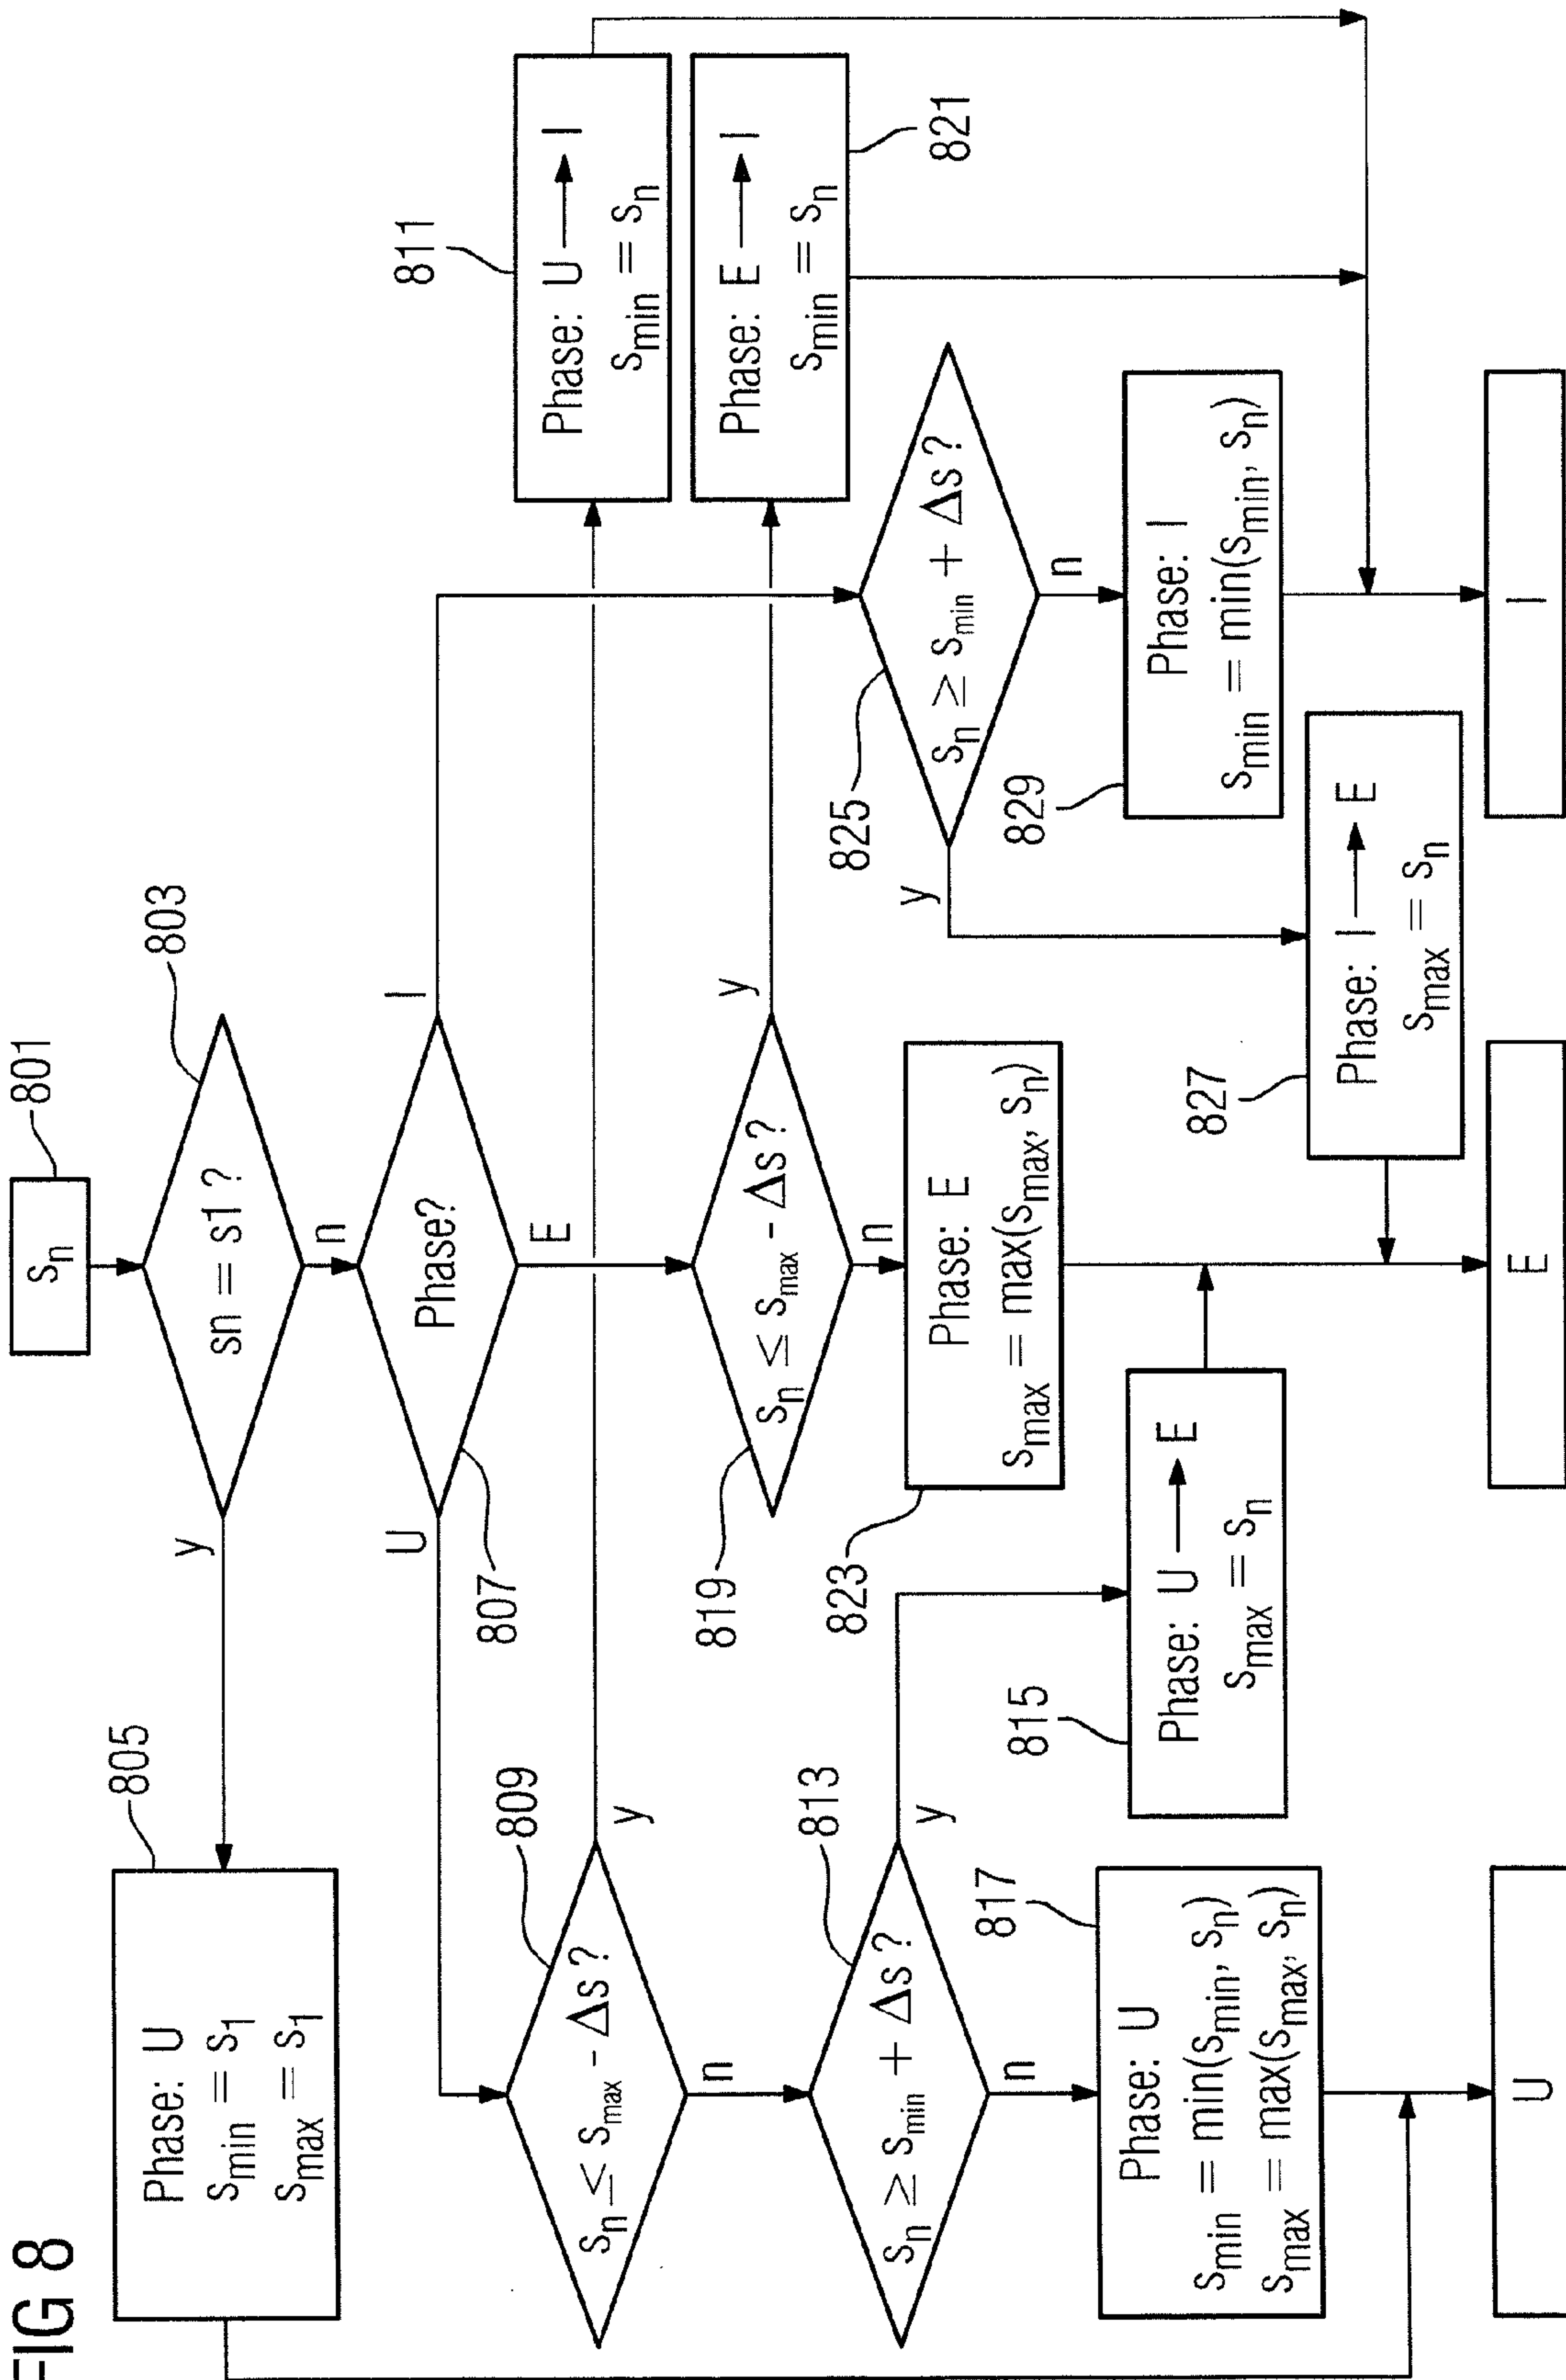 FIG 8
Sn
801
sn = s1 ?
803
y
n
805
Phase: U
Smin = S1
Smax = S1
Phase?
807
U
I
E
Sn ≤ Smax - Δs ?
809
y
n
Phase: U → I
Smin = Sn
811
Sn ≤ Smax - Δs ?
819
y
n
Phase: E → I
Smin = Sn
821
Sn ≥ Smin + Δs ?
813
y
n
Sn ≥ Smin + Δs ?
825
y
n
Phase: E
Smax = max(Smax, Sn)
823
Phase: U → E
Smax = Sn
815
Phase: U
Smin = min(Smin, Sn)
Smax = max(Smax, Sn)
817
Phase: I
Smin = min(Smin, Sn)
829
Phase: I → E
Smax = Sn
827
U
E
I